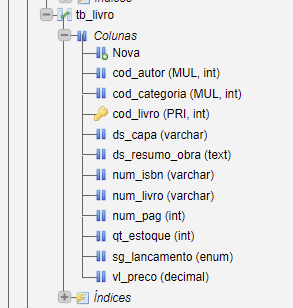 tb_livro
Colunas
Nova
cod_autor (MUL, int)
cod_categoria (MUL, int)
cod_livro (PRI, int)
ds_capa (varchar)
ds_resumo_obra (text)
num_isbn (varchar)
num_livro (varchar)
num_pag (int)
qt_estoque (int)
sg_lancamento (enum)
vl_preco (decimal)
Índices